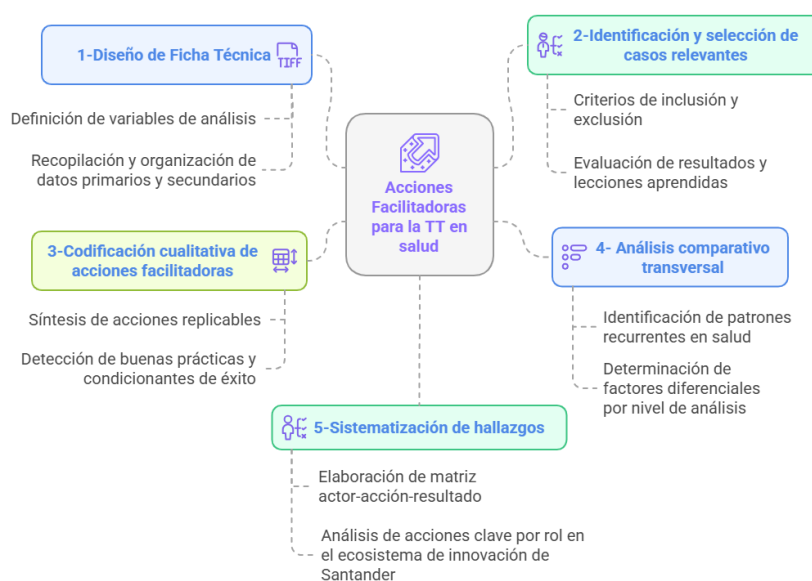 1-Diseño de Ficha Técnica
TIFF
Definición de variables de análisis
Recopilación y organización de
datos primarios y secundarios
2-Identificación y selección de
casos relevantes
Criterios de inclusión y
exclusión
Evaluación de resultados y
lecciones aprendidas
Acciones
Facilitadoras
para la TT en
salud
3-Codificación cualitativa de
acciones facilitadoras
Síntesis de acciones replicables
Detección de buenas prácticas y
condicionantes de éxito
4- Análisis comparativo
transversal
Identificación de patrones
recurrentes en salud
Determinación de
factores diferenciales
por nivel de análisis
5-Sistematización de hallazgos
Elaboración de matriz
actor-acción-resultado
Análisis de acciones clave por rol en
el ecosistema de innovación de
Santander